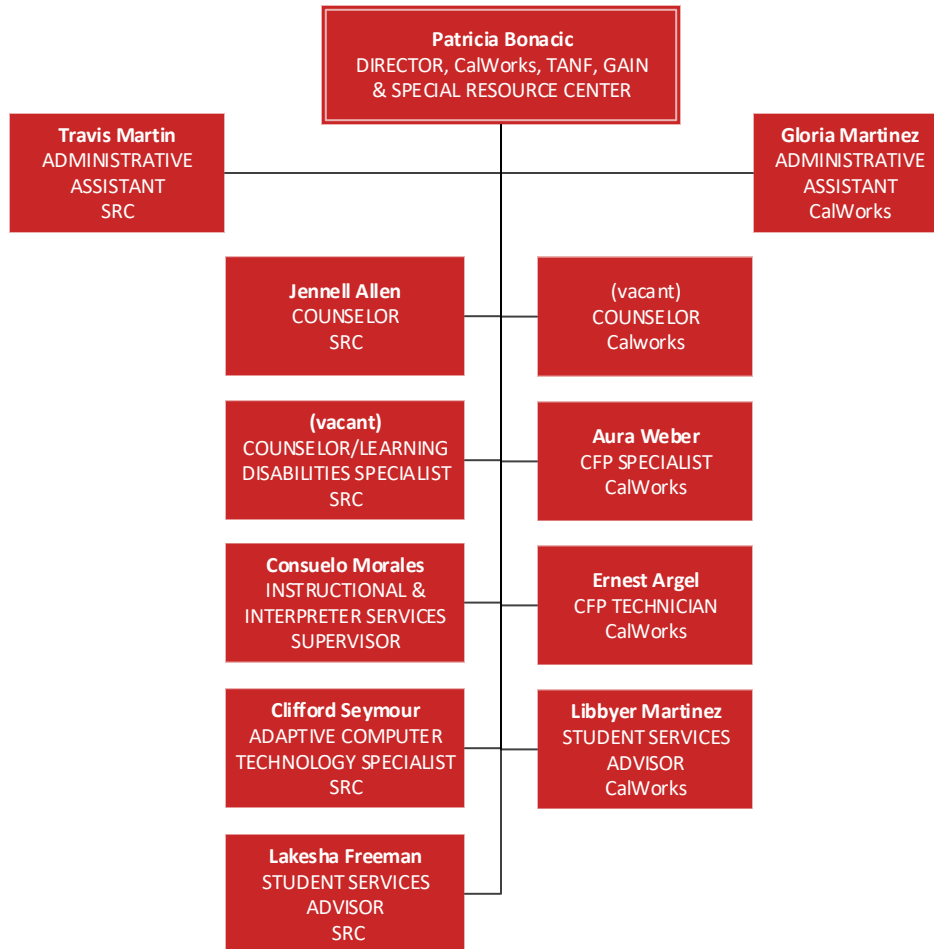 Patricia Bonacic
DIRECTOR, CalWorks, TANF, GAIN
& SPECIAL RESOURCE CENTER
Travis Martin
ADMINISTRATIVE
ASSISTANT
SRC
Gloria Martinez
ADMINISTRATIVE
ASSISTANT
CalWorks
Jennell Allen
COUNSELOR
SRC
(vacant)
COUNSELOR
Calworks
(vacant)
COUNSELOR/LEARNING
DISABILITIES SPECIALIST
SRC
Aura Weber
CFP SPECIALIST
CalWorks
Consuelo Morales
INSTRUCTIONAL &
INTERPRETER SERVICES
SUPERVISOR
Ernest Argel
CFP TECHNICIAN
CalWorks
Clifford Seymour
ADAPTIVE COMPUTER
TECHNOLOGY SPECIALIST
SRC
Libbyer Martinez
STUDENT SERVICES
ADVISOR
CalWorks
Lakesha Freeman
STUDENT SERVICES
ADVISOR
SRC